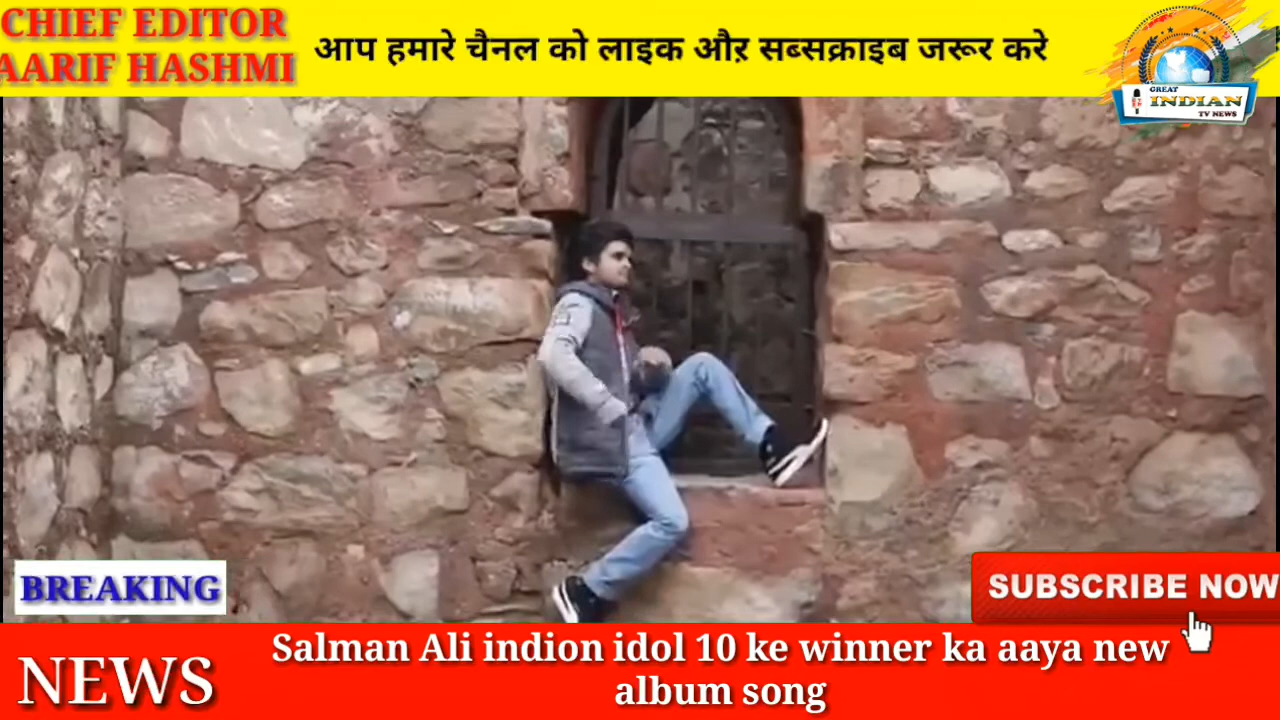 CHIEF EDITOR
AARIF HASHMI
आप हमारे चैनल को लाइक औऱ सब्सक्राइब जरूर करे
GREAT
INDIAN
TV NEWS
BREAKING
SUBSCRIBE NOW
NEWS
Salman Ali indion idol 10 ke winner ka aaya new
album song